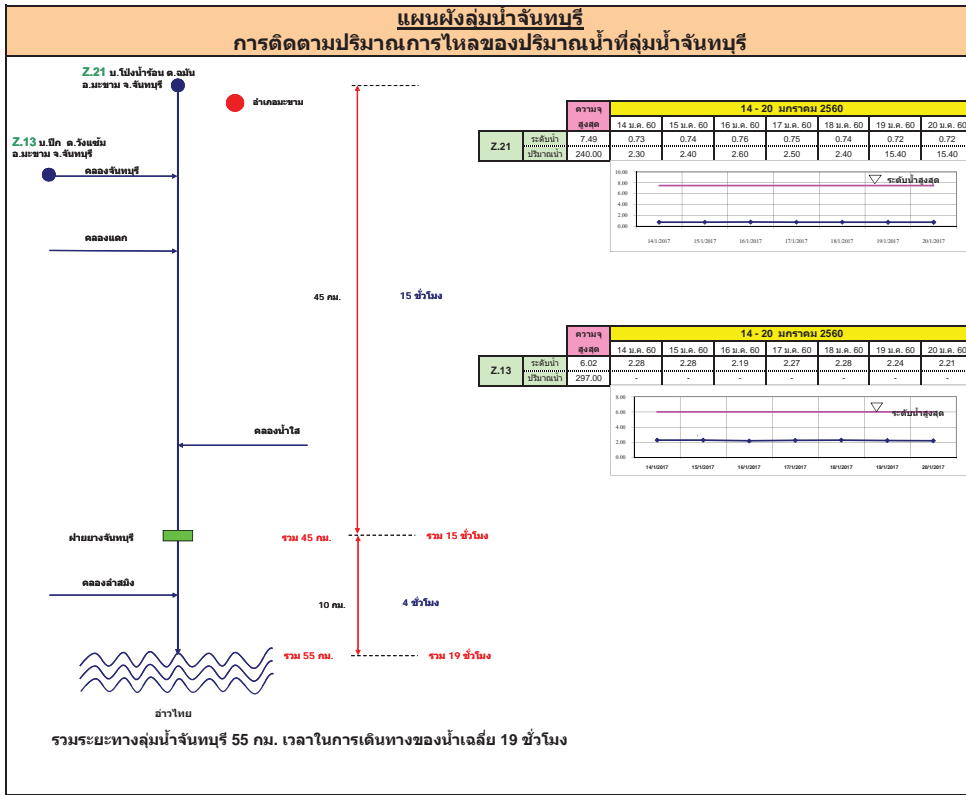 แผนผังลุ่มน้ำจันทบุรี
การติดตามปริมาณการไหลของปริมาณน้ำที่ลุ่มน้ำจันทบุรี
Z.21 บ.โป่งน้ำร้อน ต.ฉมัน
อ.มะขาม จ.จันทบุรี
อำเภอมะขาม
Z.13 บ.ปึก ต.วังแซ้ม
อ.มะขาม จ.จันทบุรี
คลองจันทบุรี
คลองแตก
45 กม.
15 ชั่วโมง
คลองน้ำใส
ฝายยางจันทบุรี
รวม 45 กม.
รวม 15 ชั่วโมง
คลองลำสมิง
10 กม.
4 ชั่วโมง
รวม 55 กม.
รวม 19 ชั่วโมง
อ่าวไทย
รวมระยะทางลุ่มน้ำจันทบุรี 55 กม. เวลาในการเดินทางของน้ำเฉลี่ย 19 ชั่วโมง
ความจุ 14 - 20 มกราคม 2560
สูงสุด 14 ม.ค. 60 15 ม.ค. 60 16 ม.ค. 60 17 ม.ค. 60 18 ม.ค. 60 19 ม.ค. 60 20 ม.ค. 60
Z.21 ระดับน้ำ 7.49 0.73 0.74 0.76 0.75 0.74 0.72 0.72
ปริมาณน้ำ 240.00 2.30 2.40 2.60 2.50 2.40 15.40 15.40
10.00
8.00
6.00
4.00
2.00
0.00
ระดับน้ำสูงสุด
14/1/2017 15/1/2017 16/1/2017 17/1/2017 18/1/2017 19/1/2017 20/1/2017
ความจุ 14 - 20 มกราคม 2560
สูงสุด 14 ม.ค. 60 15 ม.ค. 60 16 ม.ค. 60 17 ม.ค. 60 18 ม.ค. 60 19 ม.ค. 60 20 ม.ค. 60
Z.13 ระดับน้ำ 6.02 2.28 2.28 2.19 2.27 2.28 2.24 2.21
ปริมาณน้ำ 297.00 - - - - - - -
8.00
6.00
4.00
2.00
0.00
ระดับน้ำสูงสุด
14/1/2017 15/1/2017 16/1/2017 17/1/2017 18/1/2017 19/1/2017 20/1/2017